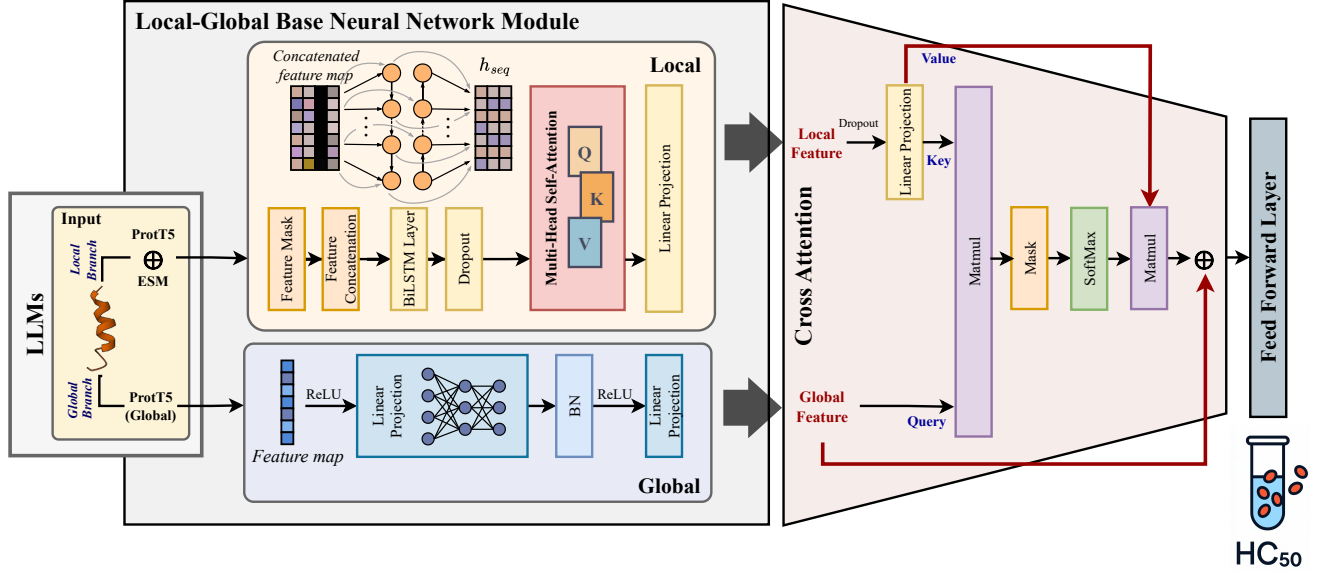 Local-Global Base Neural Network Module
Concatenated
feature map
h_seq
Local
Feature Mask
Feature
Concatenation
BiLSTM Layer
Dropout
Multi-Head Self-Attention
Q
K
V
Linear Projection
LLMs
Input
Local
Branch
ProtT5
ESM
Global
Branch
ProtT5
(Global)
Feature map
ReLU
Linear
Projection
BN
ReLU
Linear
Projection
Global
Cross Attention
Local
Feature
Dropout
Linear Projection
Value
Key
Global
Feature
Query
Matmul
Mask
SoftMax
Matmul
Feed Forward Layer
HC50